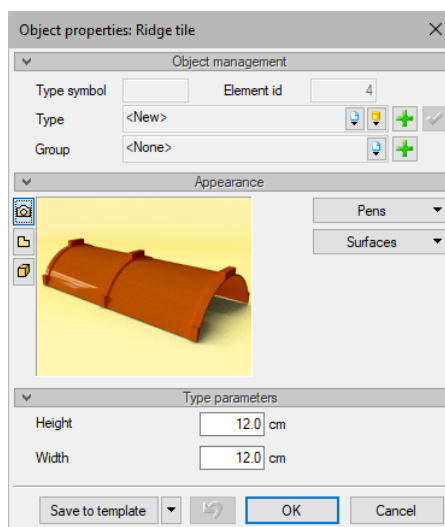 Object properties: Ridge tile
Object management
Type symbol Element id 4
Type <New>
Group <None>
Appearance
Pens
Surfaces
Type parameters
Height 12.0 cm
Width 12.0 cm
Save to template OK Cancel